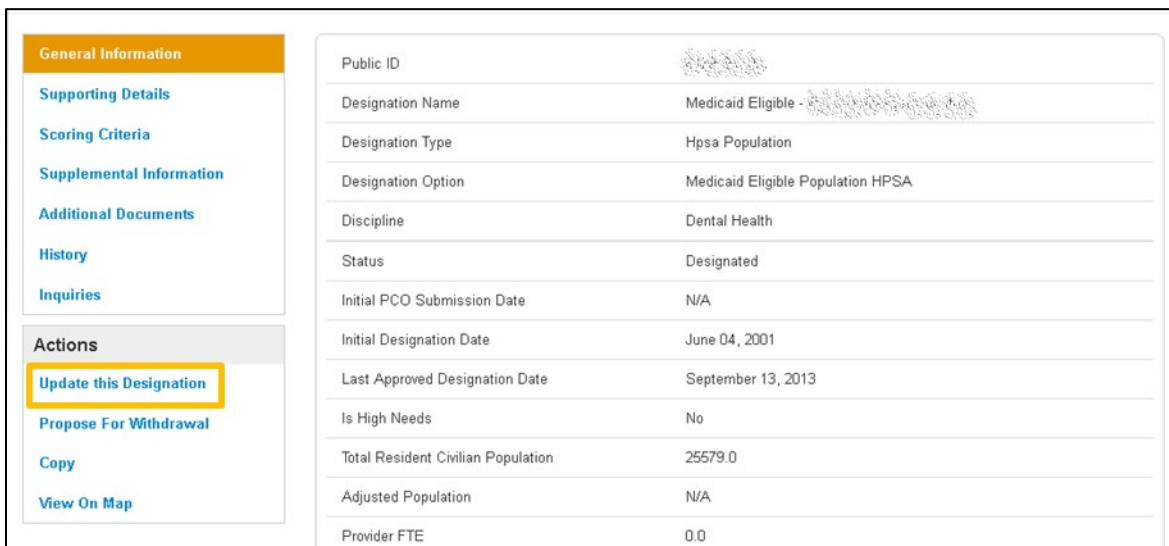 General Information
Supporting Details
Scoring Criteria
Supplemental Information
Additional Documents
History
Inquiries
Actions
Update this Designation
Propose For Withdrawal
Copy
View On Map
Public ID
Designation Name Medicaid Eligible -
Designation Type Hpsa Population
Designation Option Medicaid Eligible Population HPSA
Discipline Dental Health
Status Designated
Initial PCO Submission Date N/A
Initial Designation Date June 04, 2001
Last Approved Designation Date September 13, 2013
Is High Needs No
Total Resident Civilian Population 25579.0
Adjusted Population N/A
Provider FTE 0.0